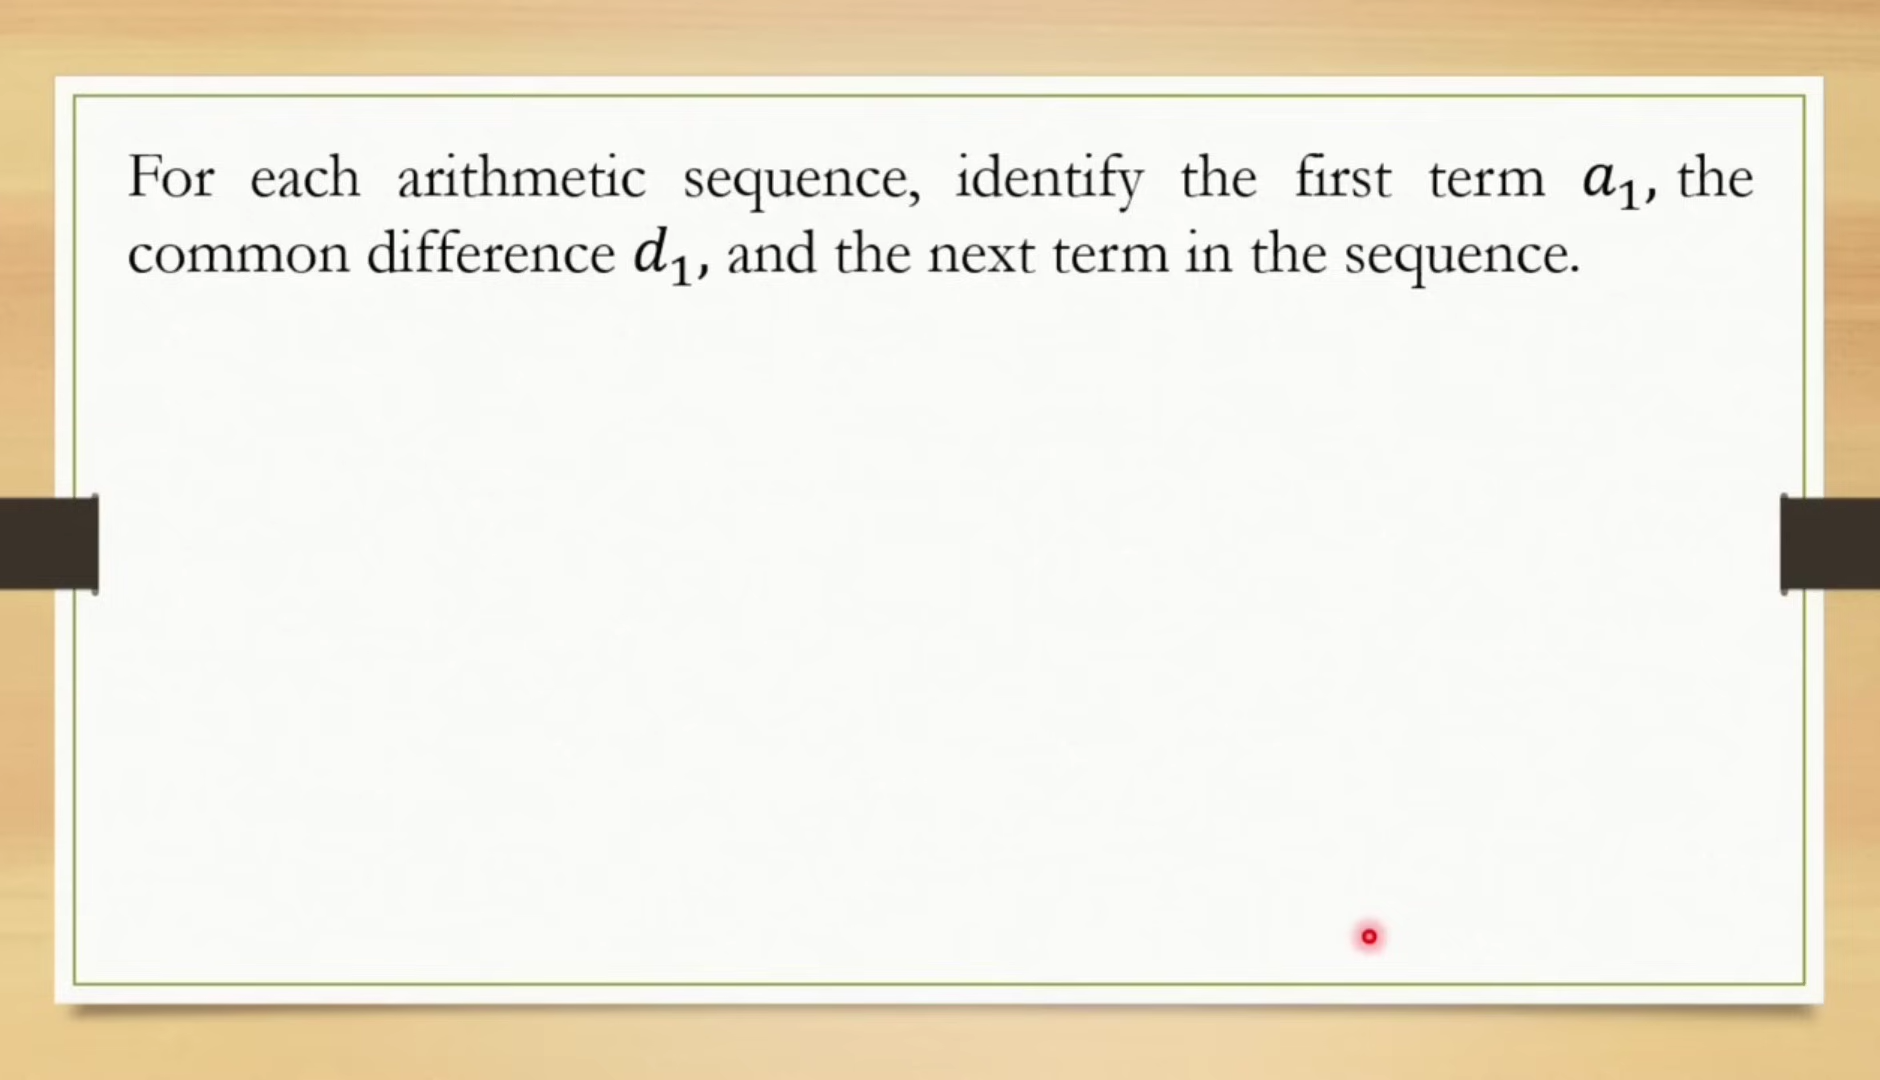 For each arithmetic sequence, identify the first term a₁, the
common difference d₁, and the next term in the sequence.